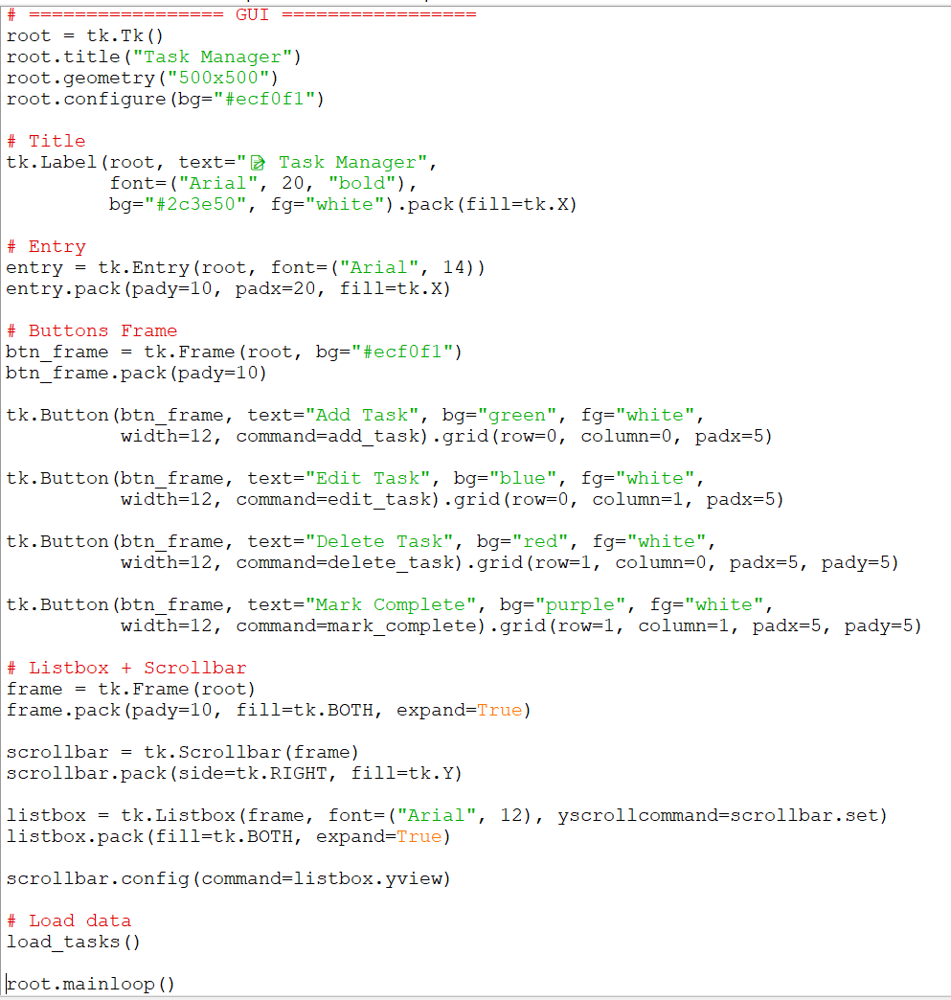 # ================= GUI =================
root = tk.Tk()
root.title("Task Manager")
root.geometry("500x500")
root.configure(bg="#ecf0f1")

# Title
tk.Label(root, text="📝 Task Manager",
         font=("Arial", 20, "bold"),
         bg="#2c3e50", fg="white").pack(fill=tk.X)

# Entry
entry = tk.Entry(root, font=("Arial", 14))
entry.pack(pady=10, padx=20, fill=tk.X)

# Buttons Frame
btn_frame = tk.Frame(root, bg="#ecf0f1")
btn_frame.pack(pady=10)

tk.Button(btn_frame, text="Add Task", bg="green", fg="white",
          width=12, command=add_task).grid(row=0, column=0, padx=5)

tk.Button(btn_frame, text="Edit Task", bg="blue", fg="white",
          width=12, command=edit_task).grid(row=0, column=1, padx=5)

tk.Button(btn_frame, text="Delete Task", bg="red", fg="white",
          width=12, command=delete_task).grid(row=1, column=0, padx=5, pady=5)

tk.Button(btn_frame, text="Mark Complete", bg="purple", fg="white",
          width=12, command=mark_complete).grid(row=1, column=1, padx=5, pady=5)

# Listbox + Scrollbar
frame = tk.Frame(root)
frame.pack(pady=10, fill=tk.BOTH, expand=True)

scrollbar = tk.Scrollbar(frame)
scrollbar.pack(side=tk.RIGHT, fill=tk.Y)

listbox = tk.Listbox(frame, font=("Arial", 12), yscrollcommand=scrollbar.set)
listbox.pack(fill=tk.BOTH, expand=True)

scrollbar.config(command=listbox.yview)

# Load data
load_tasks()

root.mainloop()